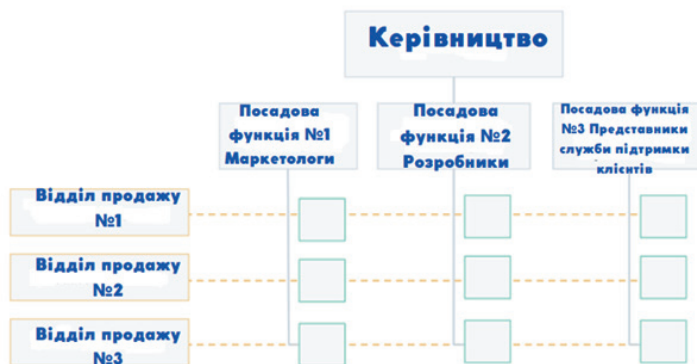 Керівництво
Посадова
функція №1
Маркетологи
Посадова
функція №2
Розробники
Посадова функція
№3 Представники
служби підтримки
клієнтів
Відділ продажу
№1
Відділ продажу
№2
Відділ продажу
№3